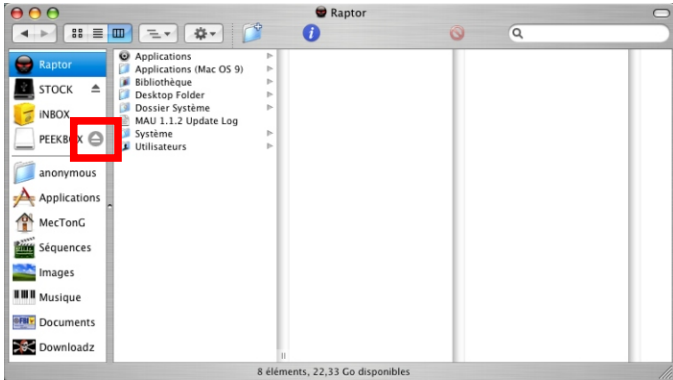 Raptor
Raptor
STOCK
iNBOX
PEEKB X
anonymous
Applications
MecTonG
Séquences
Images
Musique
Documents
Downloadz
Applications
Applications (Mac OS 9)
Bibliothèque
Desktop Folder
Dossier Système
MAU 1.1.2 Update Log
Système
Utilisateurs
8 éléments, 22,33 Go disponibles